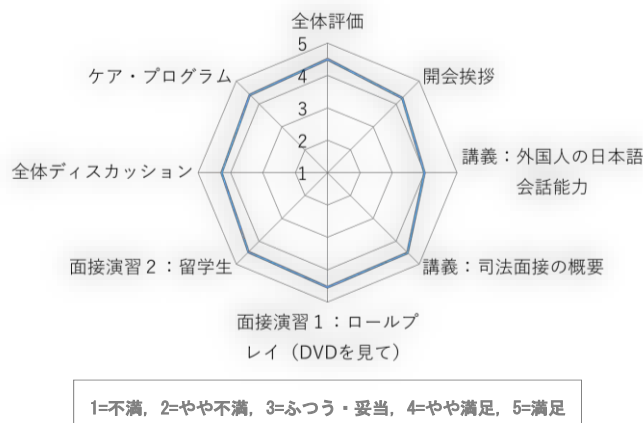 全体評価
5
4
3
2
1
開会挨拶
講義：外国人の日本語
会話能力
講義：司法面接の概要
面接演習１：ロールプ
レイ（DVDを見て）
面接演習２：留学生
全体ディスカッション
ケア・プログラム
1=不満, 2=やや不満, 3=ふつう・妥当, 4=やや満足, 5=満足